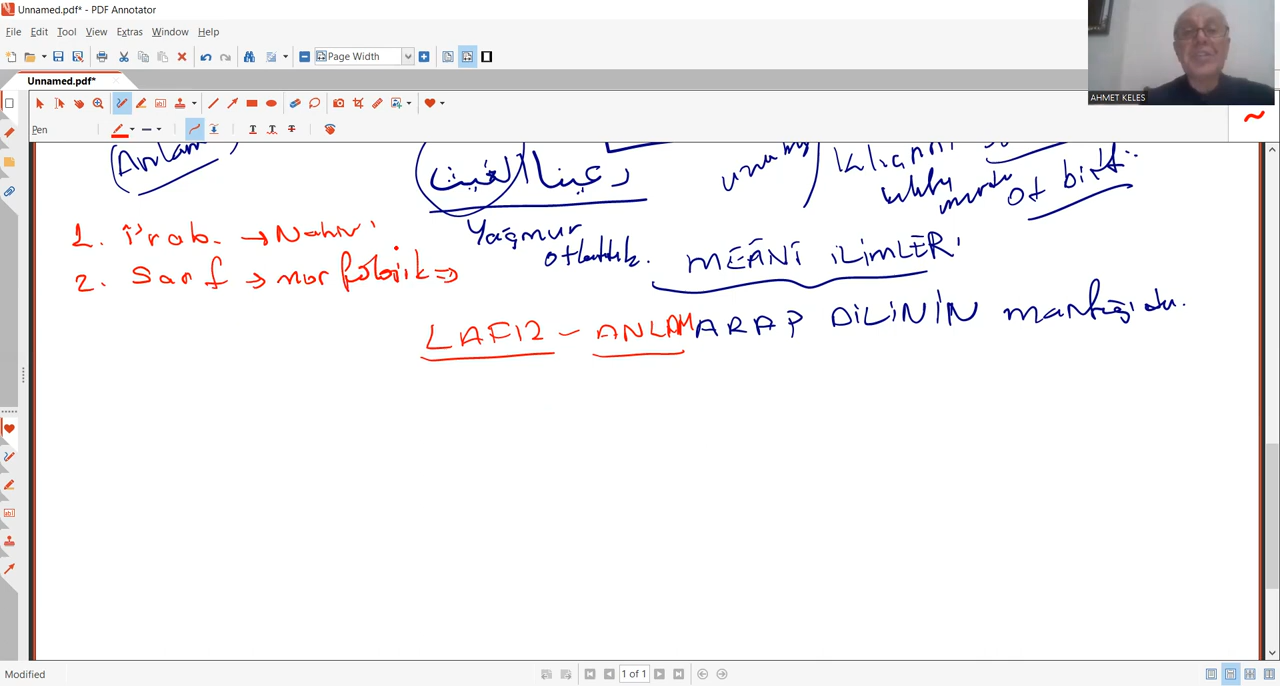 Unnamed.pdf* - PDF Annotator
File Edit Tool View Extras Window Help
Page Width
Unnamed.pdf*
AHMET KELES
Pen
(Anlam)
رعينا الغيث
Ot bitti.
Yağmur
otlattık.
1. İ'rab. → Nahiv
2. Sarf → morfolojik ⇒
MEÂNÎ İLİMLERİ
LAFIZ - ANLAM ARAP DİLİNİN mantığıdır.
Modified
1 of 1